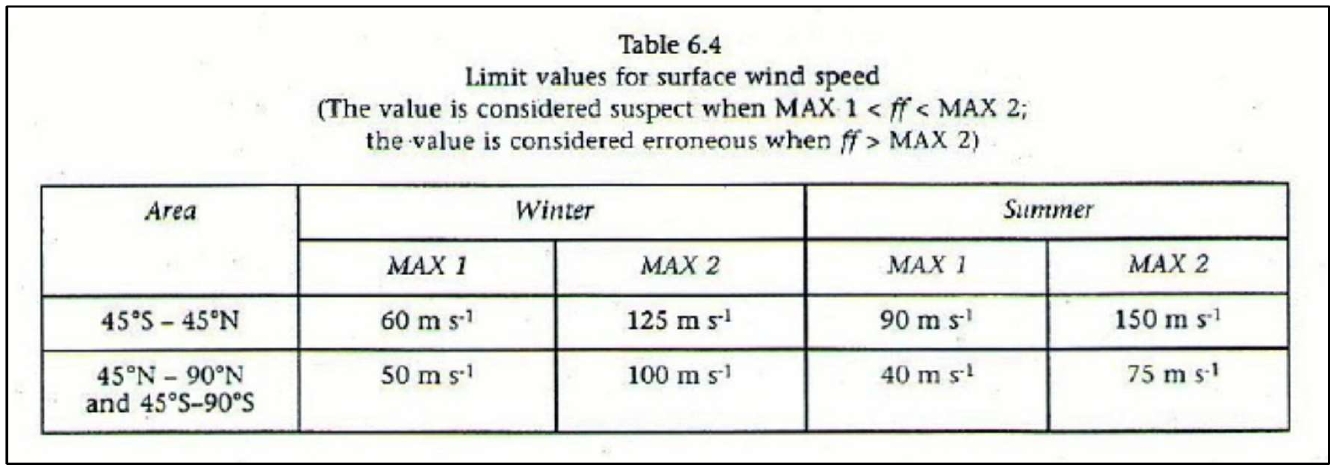 Table 6.4
Limit values for surface wind speed
(The value is considered suspect when MAX 1 < ff < MAX 2;
the value is considered erroneous when ff > MAX 2)
Area Winter Summer
MAX 1 MAX 2 MAX 1 MAX 2
45°S – 45°N 60 m s⁻¹ 125 m s⁻¹ 90 m s⁻¹ 150 m s⁻¹
45°N – 90°N 50 m s⁻¹ 100 m s⁻¹ 40 m s⁻¹ 75 m s⁻¹
and 45°S–90°S